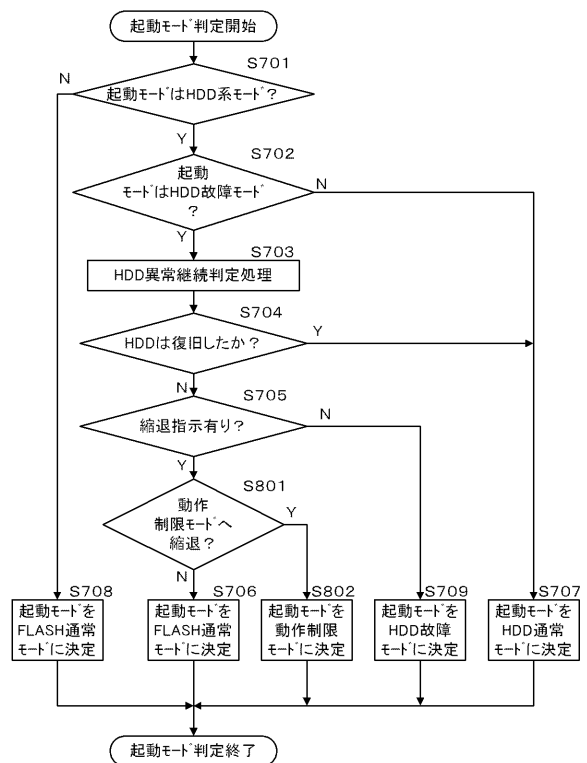 起動モード判定開始
S701
N
起動モードはHDD系モード?
Y
S702
起動
モードはHDD故障モード
?
N
Y
S703
HDD異常継続判定処理
S704
HDDは復旧したか?
Y
N
S705
縮退指示有り?
N
Y
S801
動作
制限モードへ
縮退?
Y
N
S708
起動モードを
FLASH通常
モードに決定
S706
起動モードを
FLASH通常
モードに決定
S802
起動モードを
動作制限
モードに決定
S709
起動モードを
HDD故障
モードに決定
S707
起動モードを
HDD通常
モードに決定
起動モード判定終了